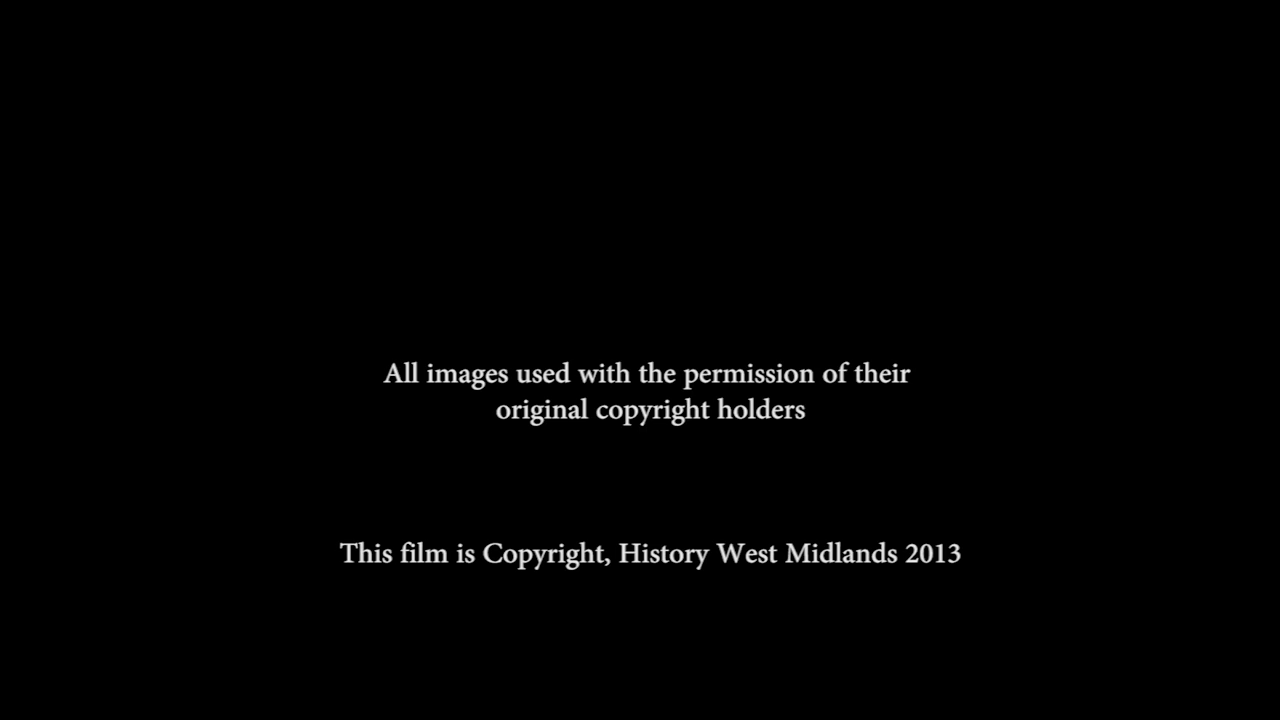 All images used with the permission of their
original copyright holders
This film is Copyright, History West Midlands 2013